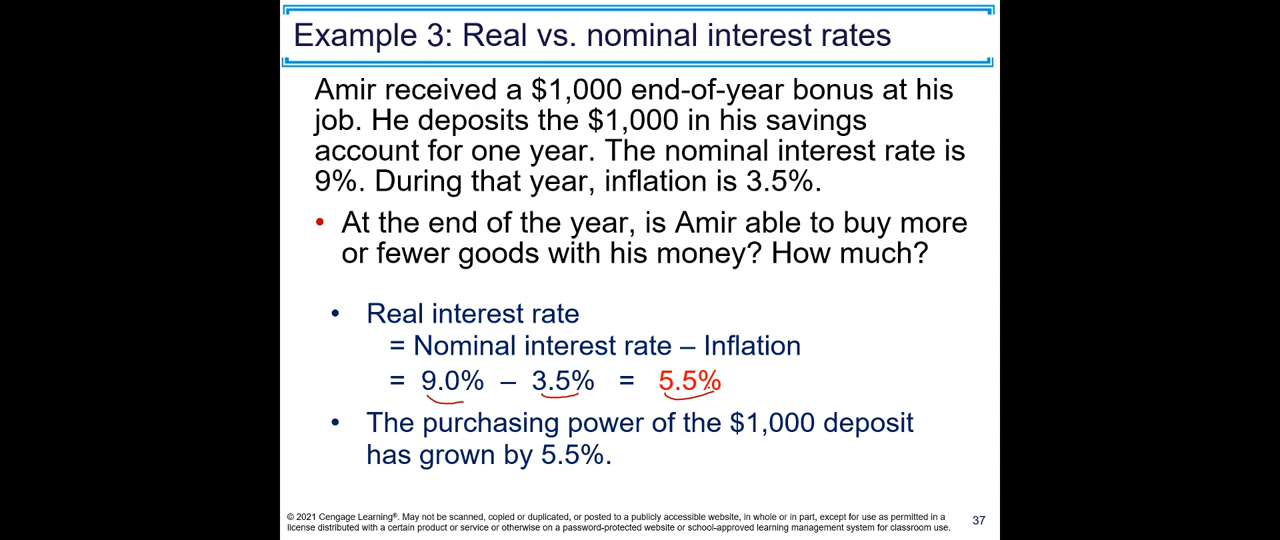 Example 3: Real vs. nominal interest rates
Amir received a $1,000 end-of-year bonus at his
job. He deposits the $1,000 in his savings
account for one year. The nominal interest rate is
9%. During that year, inflation is 3.5%.
• At the end of the year, is Amir able to buy more
or fewer goods with his money? How much?
• Real interest rate
= Nominal interest rate – Inflation
= 9.0% – 3.5% = 5.5%
• The purchasing power of the $1,000 deposit
has grown by 5.5%.
© 2021 Cengage Learning®. May not be scanned, copied or duplicated, or posted to a publicly accessible website, in whole or in part, except for use as permitted in a
license distributed with a certain product or service or otherwise on a password-protected website or school-approved learning management system for classroom use.
37